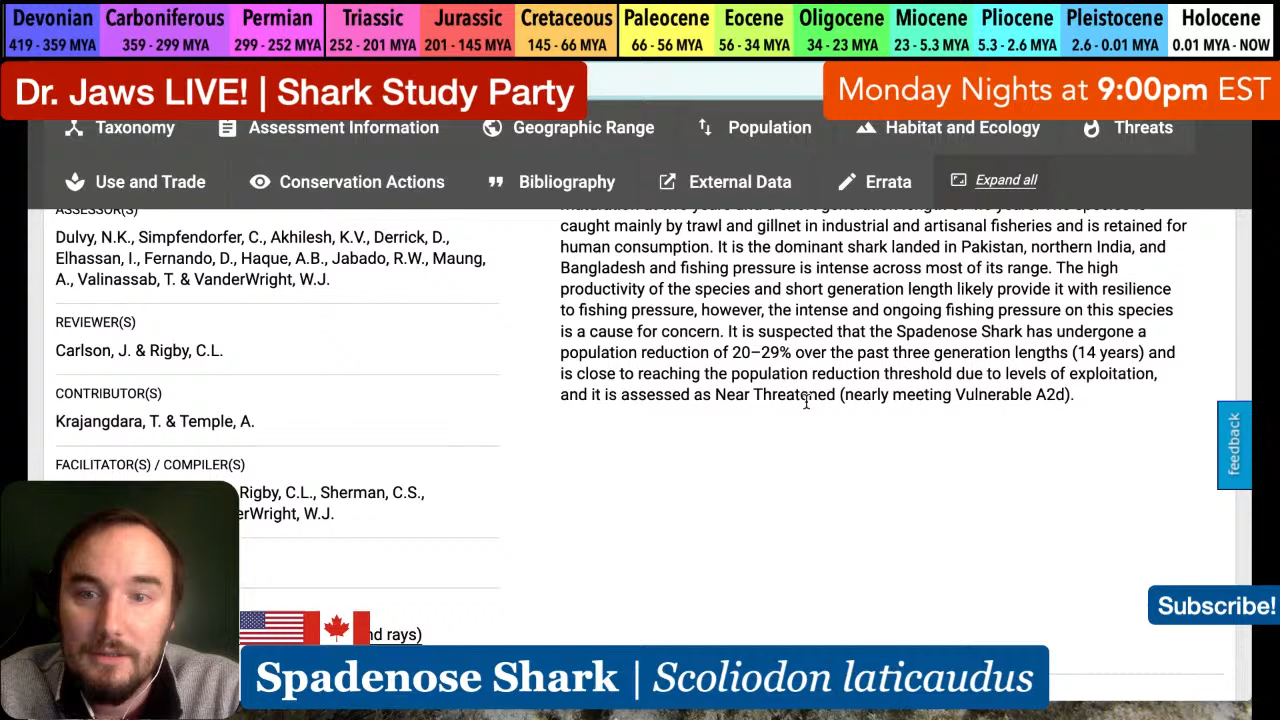 Devonian Carboniferous Permian Triassic Jurassic Cretaceous Paleocene Eocene Oligocene Miocene Pliocene Pleistocene Holocene
419 - 359 MYA 359 - 299 MYA 299 - 252 MYA 252 - 201 MYA 201 - 145 MYA 145 - 66 MYA 66 - 56 MYA 56 - 34 MYA 34 - 23 MYA 23 - 5.3 MYA 5.3 - 2.6 MYA 2.6 - 0.01 MYA 0.01 MYA - NOW
Dr. Jaws LIVE! | Shark Study Party
Monday Nights at 9:00pm EST
Taxonomy Assessment Information Geographic Range Population Habitat and Ecology Threats
Use and Trade Conservation Actions Bibliography External Data Errata Expand all
ASSESSOR(S)
Dulvy, N.K., Simpfendorfer, C., Akhilesh, K.V., Derrick, D.,
Elhassan, I., Fernando, D., Haque, A.B., Jabado, R.W., Maung,
A., Valinassab, T. & VanderWright, W.J.
REVIEWER(S)
Carlson, J. & Rigby, C.L.
CONTRIBUTOR(S)
Krajangdara, T. & Temple, A.
FACILITATOR(S) / COMPILER(S)
Rigby, C.L., Sherman, C.S.,
erWright, W.J.
nd rays)
caught mainly by trawl and gillnet in industrial and artisanal fisheries and is retained for
human consumption. It is the dominant shark landed in Pakistan, northern India, and
Bangladesh and fishing pressure is intense across most of its range. The high
productivity of the species and short generation length likely provide it with resilience
to fishing pressure, however, the intense and ongoing fishing pressure on this species
is a cause for concern. It is suspected that the Spadenose Shark has undergone a
population reduction of 20–29% over the past three generation lengths (14 years) and
is close to reaching the population reduction threshold due to levels of exploitation,
and it is assessed as Near Threatened (nearly meeting Vulnerable A2d).
feedback
Subscribe!
Spadenose Shark | Scoliodon laticaudus